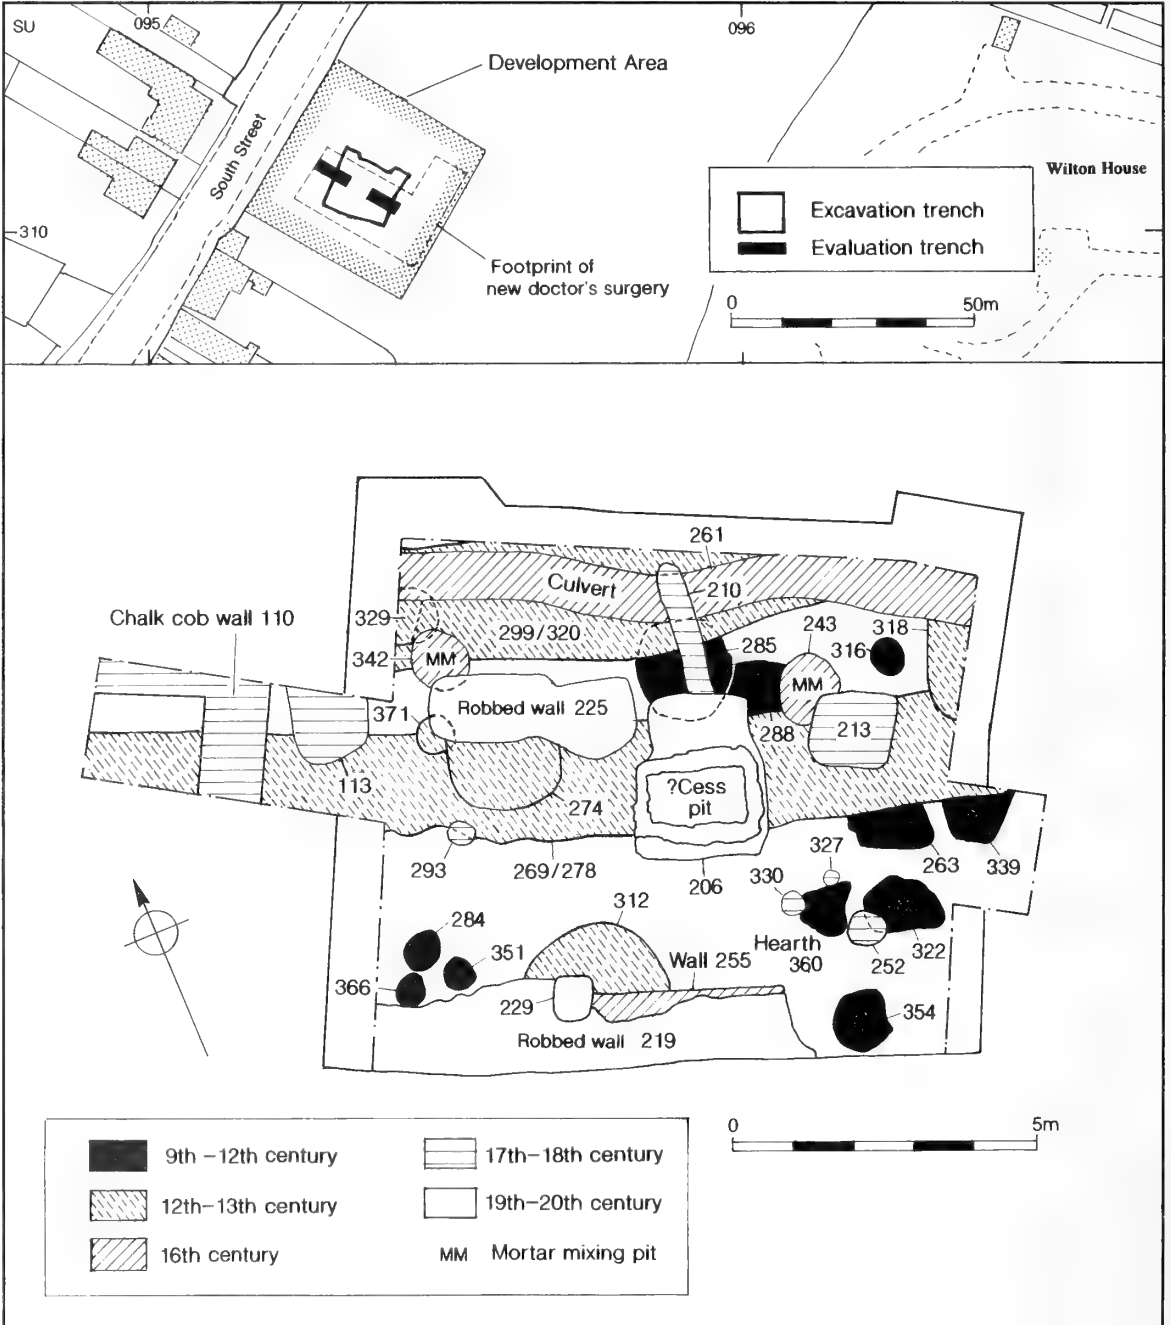 SU
095
096
Development Area
South Street
Wilton House
310
Excavation trench
Evaluation trench
Footprint of
new doctor's surgery
0
50m
261
Culvert
210
Chalk cob wall 110
329
299/320
243
318
342
MM
285
316
MM
371
Robbed wall 225
288
213
113
274
?Cess
pit
293
269/278
206
327
263
339
330
312
284
Hearth
360
252
322
351
Wall 255
366
229
354
Robbed wall 219
0
5m
9th-12th century
17th-18th century
12th-13th century
19th-20th century
16th century
MM Mortar mixing pit